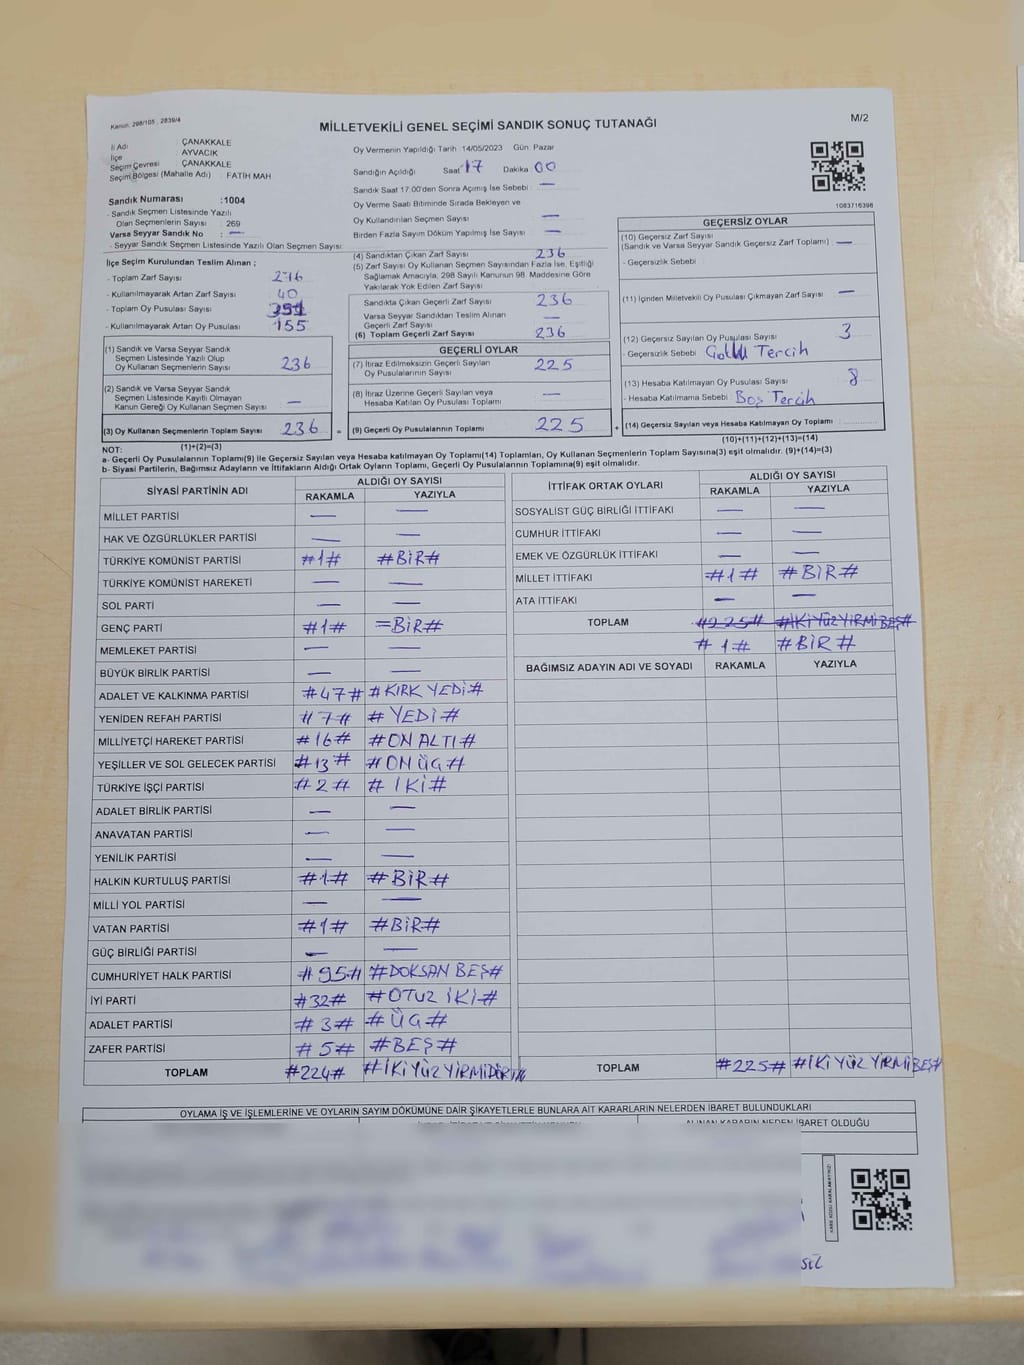 Kanun: 298/105 , 2839/4
MİLLETVEKİLİ GENEL SEÇİMİ SANDIK SONUÇ TUTANAĞI
M/2
İl Adı : ÇANAKKALE
İlçe : AYVACIK
Seçim Çevresi : ÇANAKKALE
Seçim Bölgesi (Mahalle Adı) : FATİH MAH
Sandık Numarası :1004
- Sandık Seçmen Listesinde Yazılı
Olan Seçmenlerin Sayısı : 269
Varsa Seyyar Sandık No : —
- Seyyar Sandık Seçmen Listesinde Yazılı Olan Seçmen Sayısı:
Oy Vermenin Yapıldığı Tarih 14/05/2023 Gün: Pazar
Sandığın Açıldığı Saat 17 Dakika 00
Sandık Saat 17.00'den Sonra Açımış İse Sebebi : —
Oy Verme Saati Bitiminde Sırada Bekleyen ve
Oy Kullandırılan Seçmen Sayısı —
Birden Fazla Sayım Döküm Yapılmış İse Sayısı —
1083716398
İlçe Seçim Kurulundan Teslim Alınan ;
- Toplam Zarf Sayısı 276
- Kullanılmayarak Artan Zarf Sayısı 40
- Toplam Oy Pusulası Sayısı
- Kullanılmayarak Artan Oy Pusulası 155
(4) Sandıktan Çıkan Zarf Sayısı 236
(5) Zarf Sayısı Oy Kullanan Seçmen Sayısından Fazla İse, Eşitliği
Sağlamak Amacıyla, 298 Sayılı Kanunun 98. Maddesine Göre
Yakılarak Yok Edilen Zarf Sayısı
Sandıkta Çıkan Geçerli Zarf Sayısı 236
Varsa Seyyar Sandıktan Teslim Alınan
Geçerli Zarf Sayısı —
(6) Toplam Geçerli Zarf Sayısı 236
GEÇERSİZ OYLAR
(10) Geçersiz Zarf Sayısı
(Sandık ve Varsa Seyyar Sandık Geçersiz Zarf Toplamı) —
- Geçersizlik Sebebi
(11) İçinden Milletvekili Oy Pusulası Çıkmayan Zarf Sayısı —
(12) Geçersiz Sayılan Oy Pusulası Sayısı 3
- Geçersizlik Sebebi Tercih
(13) Hesaba Katılmayan Oy Pusulası Sayısı 8
- Hesaba Katılmama Sebebi Boş Tercih
(14) Geçersiz Sayılan veya Hesaba Katılmayan Oy Toplamı :
(10)+(11)+(12)+(13)=(14)
(1) Sandık ve Varsa Seyyar Sandık
Seçmen Listesinde Yazılı Olup
Oy Kullanan Seçmenlerin Sayısı 236
(2) Sandık ve Varsa Seyyar Sandık
Seçmen Listesinde Kayıtlı Olmayan
Kanun Gereği Oy Kullanan Seçmen Sayısı —
(3) Oy Kullanan Seçmenlerin Toplam Sayısı 236 =
(1)+(2)=(3)
GEÇERLİ OYLAR
(7) İtiraz Edilmeksizin Geçerli Sayılan
Oy Pusulalarının Sayısı 225
(8) İtiraz Üzerine Geçerli Sayılan veya
Hesaba Katılan Oy Pusulası Toplamı —
(9) Geçerli Oy Pusulalarının Toplamı 225 +
NOT:
a- Geçerli Oy Pusulaları Toplamı(9) ile Geçersiz Sayılan veya Hesaba Katılmayan Oy Toplamı(14) Toplamları, Oy Kullanan Seçmenlerin Toplam Sayısına(3) eşit olmalıdır. (9)+(14)=(3)
b- Siyasi Partilerin, Bağımsız Adayların ve İttifakların Aldığı Ortak Oyların Toplamı, Geçerli Oy Pusulalarının Toplamına(9) eşit olmalıdır.
SİYASİ PARTİNİN ADI ALDIĞI OY SAYISI
RAKAMLA YAZIYLA
MİLLET PARTİSİ — —
HAK VE ÖZGÜRLÜKLER PARTİSİ — —
TÜRKİYE KOMÜNİST PARTİSİ #1# #BİR#
TÜRKİYE KOMÜNİST HAREKETİ — —
SOL PARTİ — —
GENÇ PARTİ #1# =BİR#
MEMLEKET PARTİSİ — —
BÜYÜK BİRLİK PARTİSİ — —
ADALET VE KALKINMA PARTİSİ #47# #KIRK YEDİ#
YENİDEN REFAH PARTİSİ #7# #YEDİ#
MİLLİYETÇİ HAREKET PARTİSİ #16# #ON ALTI#
YEŞİLLER VE SOL GELECEK PARTİSİ #13# #ON ÜÇ#
TÜRKİYE İŞÇİ PARTİSİ #2# #İKİ#
ADALET BİRLİK PARTİSİ — —
ANAVATAN PARTİSİ — —
YENİLİK PARTİSİ — —
HALKIN KURTULUŞ PARTİSİ #1# #BİR#
MİLLİ YOL PARTİSİ — —
VATAN PARTİSİ #1# #BİR#
GÜÇ BİRLİĞİ PARTİSİ — —
CUMHURİYET HALK PARTİSİ #95# #DOKSAN BEŞ#
İYİ PARTİ #32# #OTUZ İKİ#
ADALET PARTİSİ #3# #ÜÇ#
ZAFER PARTİSİ #5# #BEŞ#
TOPLAM #224# #İKİ YÜZ YİRMİDÖRT#
İTTİFAK ORTAK OYLARI ALDIĞI OY SAYISI
RAKAMLA YAZIYLA
SOSYALİST GÜÇ BİRLİĞİ İTTİFAKI — —
CUMHUR İTTİFAKI — —
EMEK VE ÖZGÜRLÜK İTTİFAKI — —
MİLLET İTTİFAKI #1# #BİR#
ATA İTTİFAKI — —
TOPLAM #225# #İKİ YÜZ YİRMİ BEŞ#
#1# #BİR#
BAĞIMSIZ ADAYIN ADI VE SOYADI RAKAMLA YAZIYLA
TOPLAM #225# #İKİ YÜZ YİRMİ BEŞ#
OYLAMA İŞ VE İŞLEMLERİNE VE OYLARIN SAYIM DÖKÜMÜNE DAİR ŞİKAYETLERLE BUNLARA AİT KARARLARIN NELERDEN İBARET BULUNDUKLARI
ALINAN KARARIN NEDEN İBARET OLDUĞU
KARE KODU KARALAMAYINIZ!